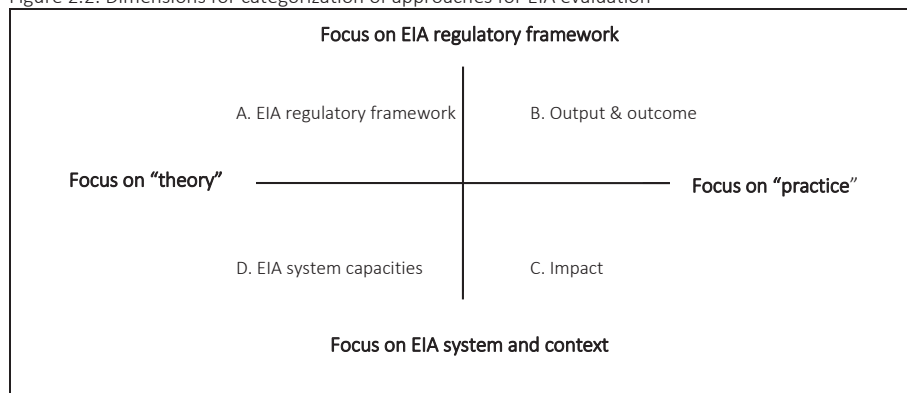 Figure 2.2: Dimensions for categorization of approaches for EIA evaluation
Focus on EIA regulatory framework
A. EIA regulatory framework
B. Output & outcome
Focus on “theory”
Focus on “practice”
D. EIA system capacities
C. Impact
Focus on EIA system and context